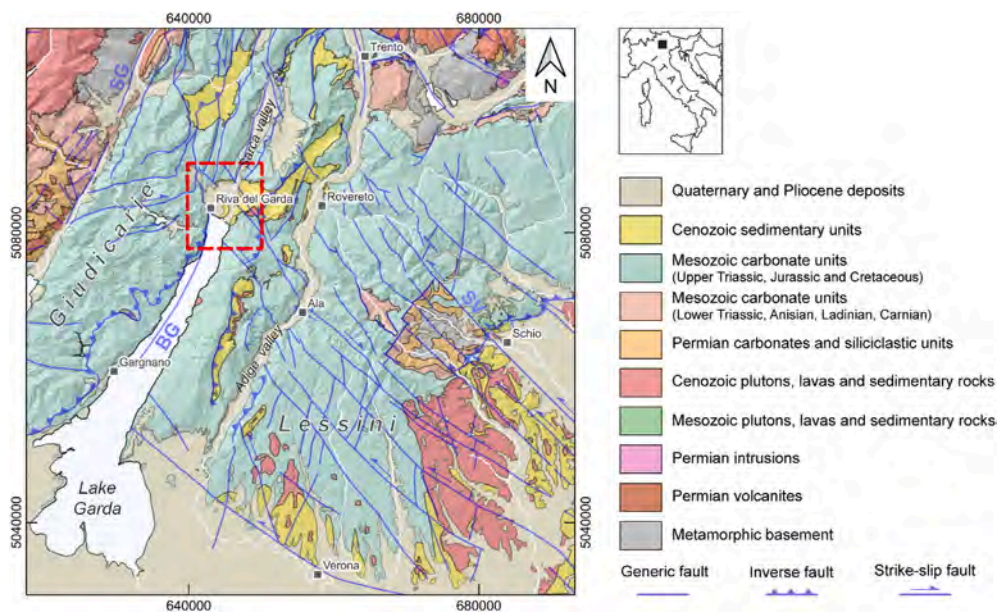 640000
680000
Trento
N
SG
Sarca valley
Riva del Garda
Rovereto
5080000
5080000
Giudicarie
Ala
SV
Schio
BG
Gargnano
Adige valley
Lessini
Lake
Garda
5040000
5040000
Verona
640000
680000
Quaternary and Pliocene deposits
Cenozoic sedimentary units
Mesozoic carbonate units
(Upper Triassic, Jurassic and Cretaceous)
Mesozoic carbonate units
(Lower Triassic, Anisian, Ladinian, Carnian)
Permian carbonates and siliciclastic units
Cenozoic plutons, lavas and sedimentary rocks
Mesozoic plutons, lavas and sedimentary rocks
Permian intrusions
Permian volcanites
Metamorphic basement
Generic fault
Inverse fault
Strike-slip fault